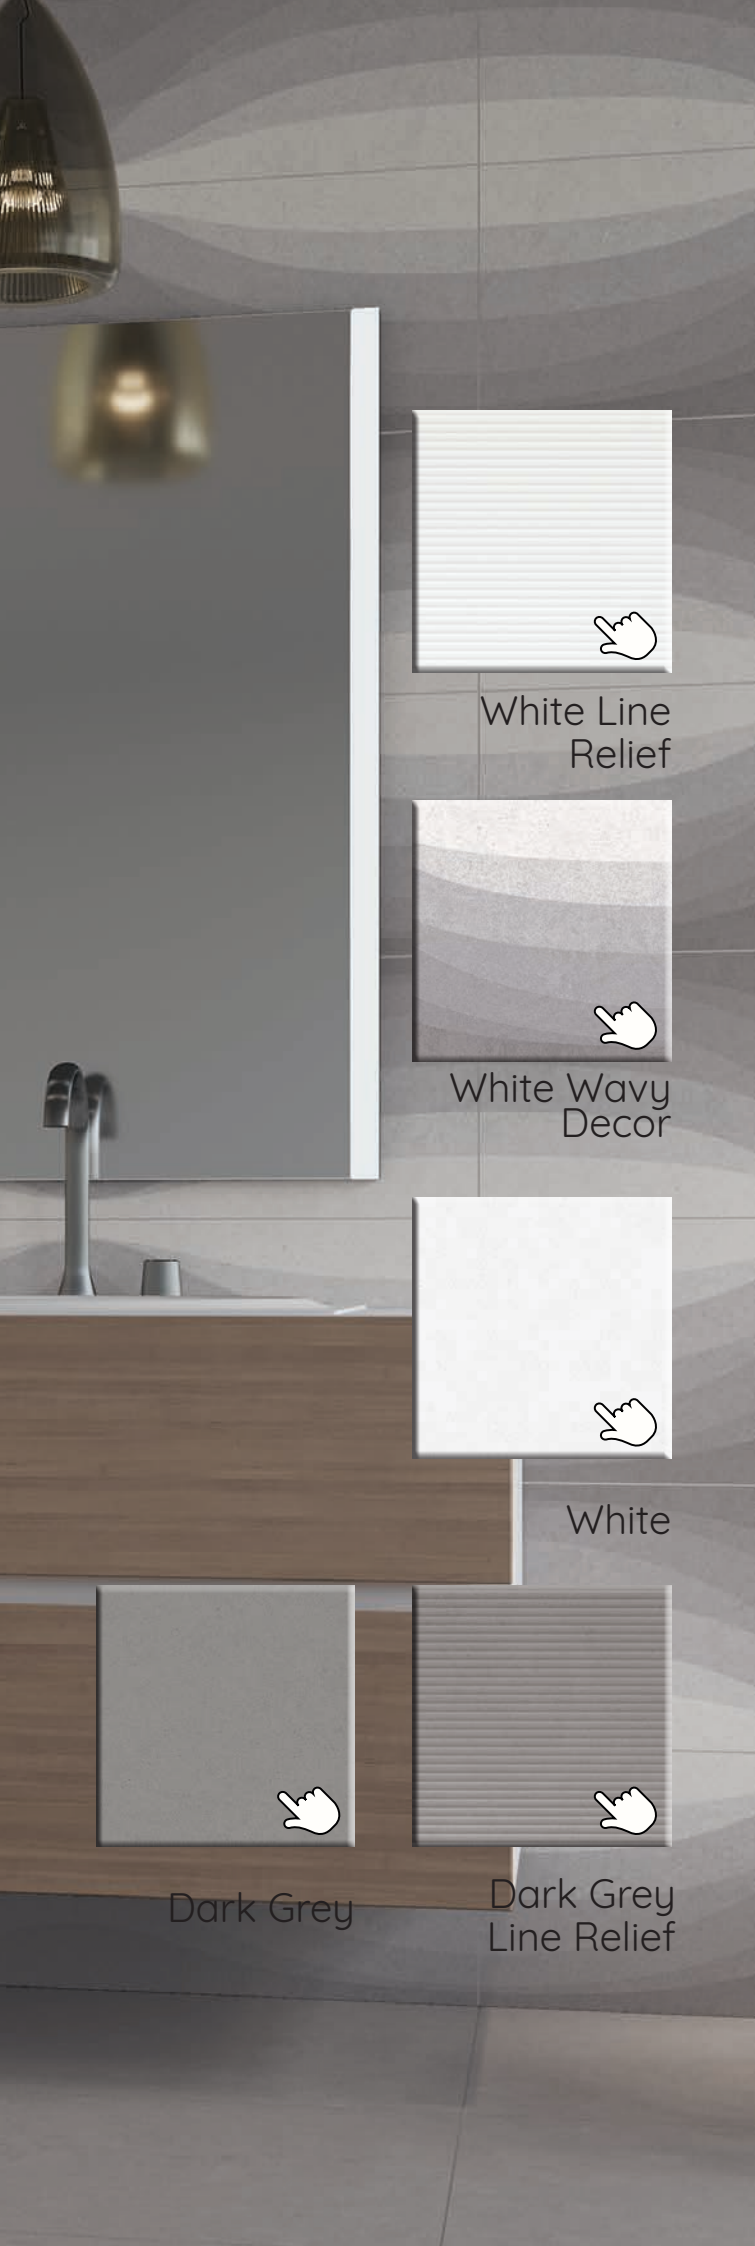 White Line
Relief
White Wavy
Decor
White
Dark Grey
Dark Grey
Line Relief